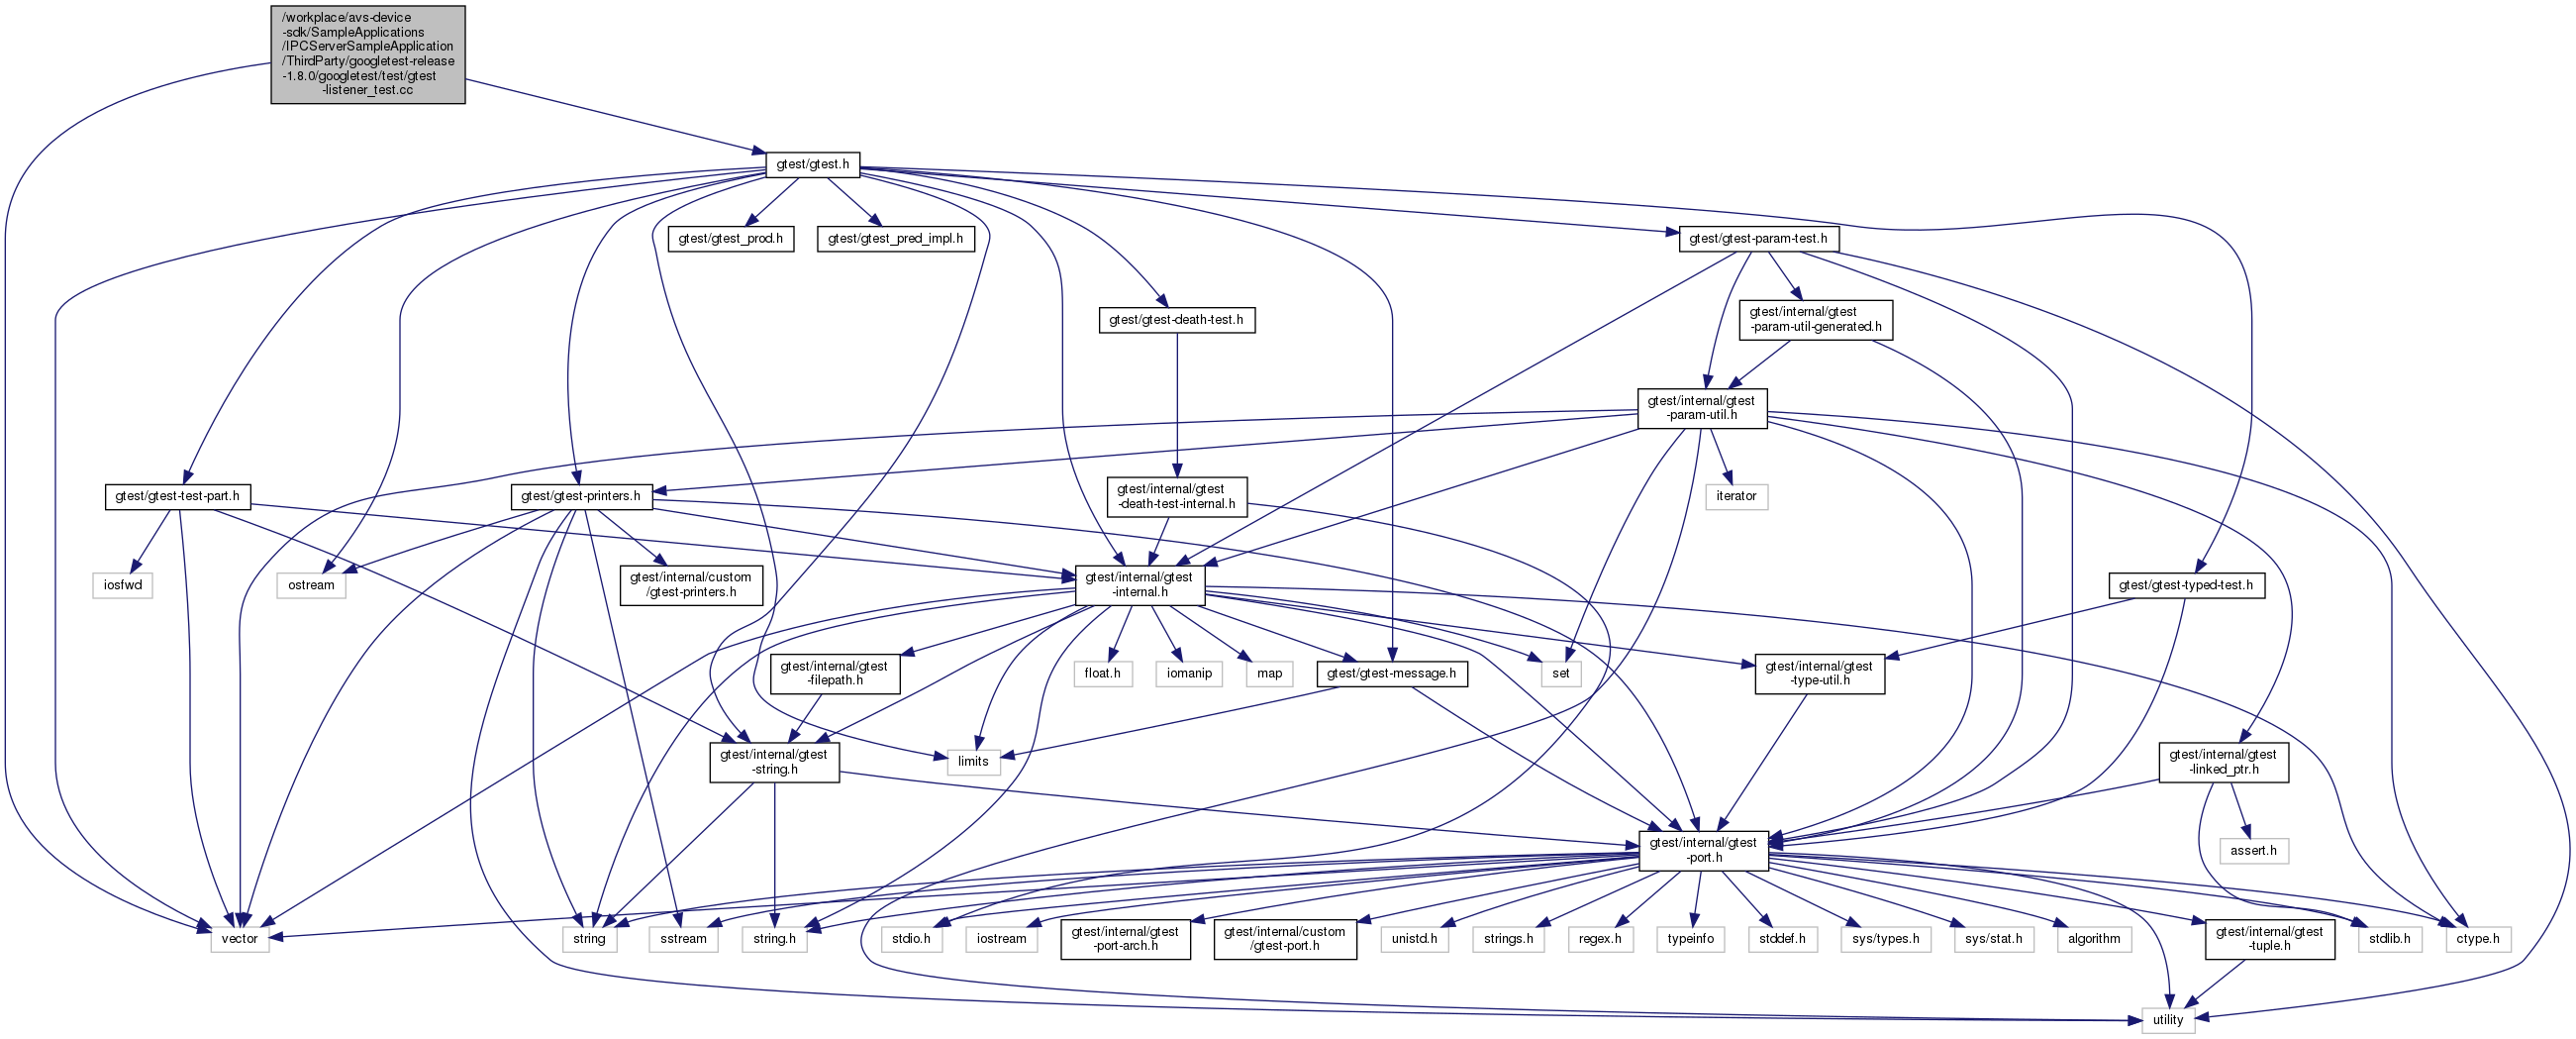 /workplace/avs-device
-sdk/SampleApplications
/IPCServerSampleApplication
/ThirdParty/googletest-release
-1.8.0/googletest/test/gtest
-listener_test.cc
gtest/gtest.h
gtest/gtest_prod.h
gtest/gtest_pred_impl.h
gtest/gtest-param-test.h
gtest/gtest-death-test.h
gtest/internal/gtest
-param-util-generated.h
gtest/internal/gtest
-param-util.h
gtest/gtest-test-part.h
gtest/gtest-printers.h
gtest/internal/gtest
-death-test-internal.h
iterator
iosfwd
ostream
gtest/internal/custom
/gtest-printers.h
gtest/internal/gtest
-internal.h
gtest/gtest-typed-test.h
gtest/internal/gtest
-filepath.h
float.h
iomanip
map
gtest/gtest-message.h
set
gtest/internal/gtest
-type-util.h
gtest/internal/gtest
-string.h
limits
gtest/internal/gtest
-linked_ptr.h
gtest/internal/gtest
-port.h
assert.h
vector
string
sstream
string.h
stdio.h
iostream
gtest/internal/gtest
-port-arch.h
gtest/internal/custom
/gtest-port.h
unistd.h
strings.h
regex.h
typeinfo
stddef.h
sys/types.h
sys/stat.h
algorithm
gtest/internal/gtest
-tuple.h
stdlib.h
ctype.h
utility